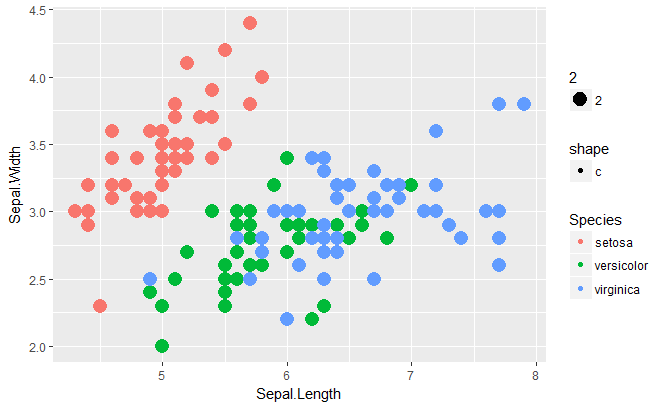 4.5
4.0
3.5
3.0
2.5
2.0
Sepal.Width
5 6 7 8
Sepal.Length
2
2
shape
c
Species
setosa
versicolor
virginica